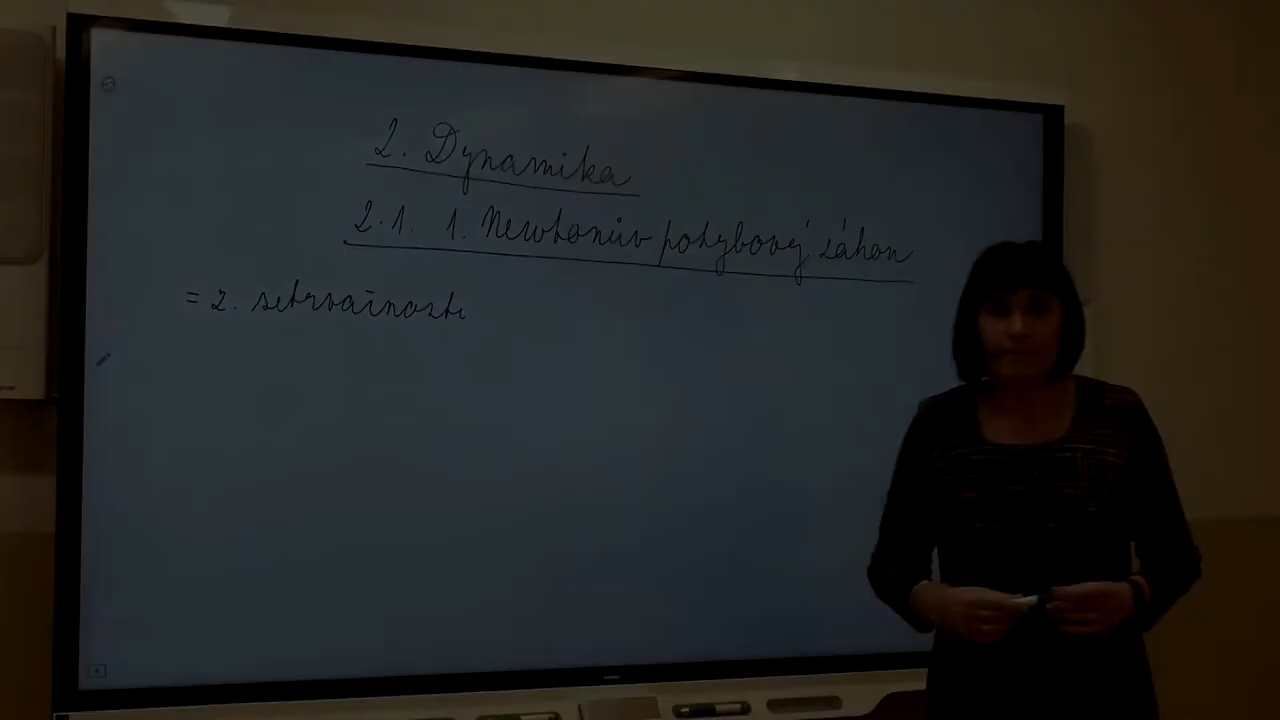 2. Dynamika
2.1. 1. Newtonův pohybový zákon
= z. setrvačnosti